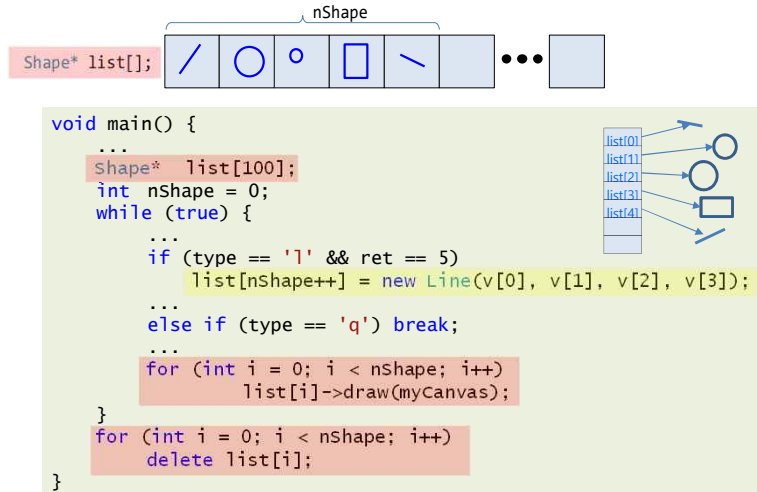 nShape
Shape* list[];
void main() {
...
Shape* list[100];
int nShape = 0;
while (true) {
...
if (type == 'l' && ret == 5)
list[nShape++] = new Line(v[0], v[1], v[2], v[3]);
...
else if (type == 'q') break;
...
for (int i = 0; i < nShape; i++)
list[i]->draw(myCanvas);
}
for (int i = 0; i < nShape; i++)
delete list[i];
}
list[0]
list[1]
list[2]
list[3]
list[4]